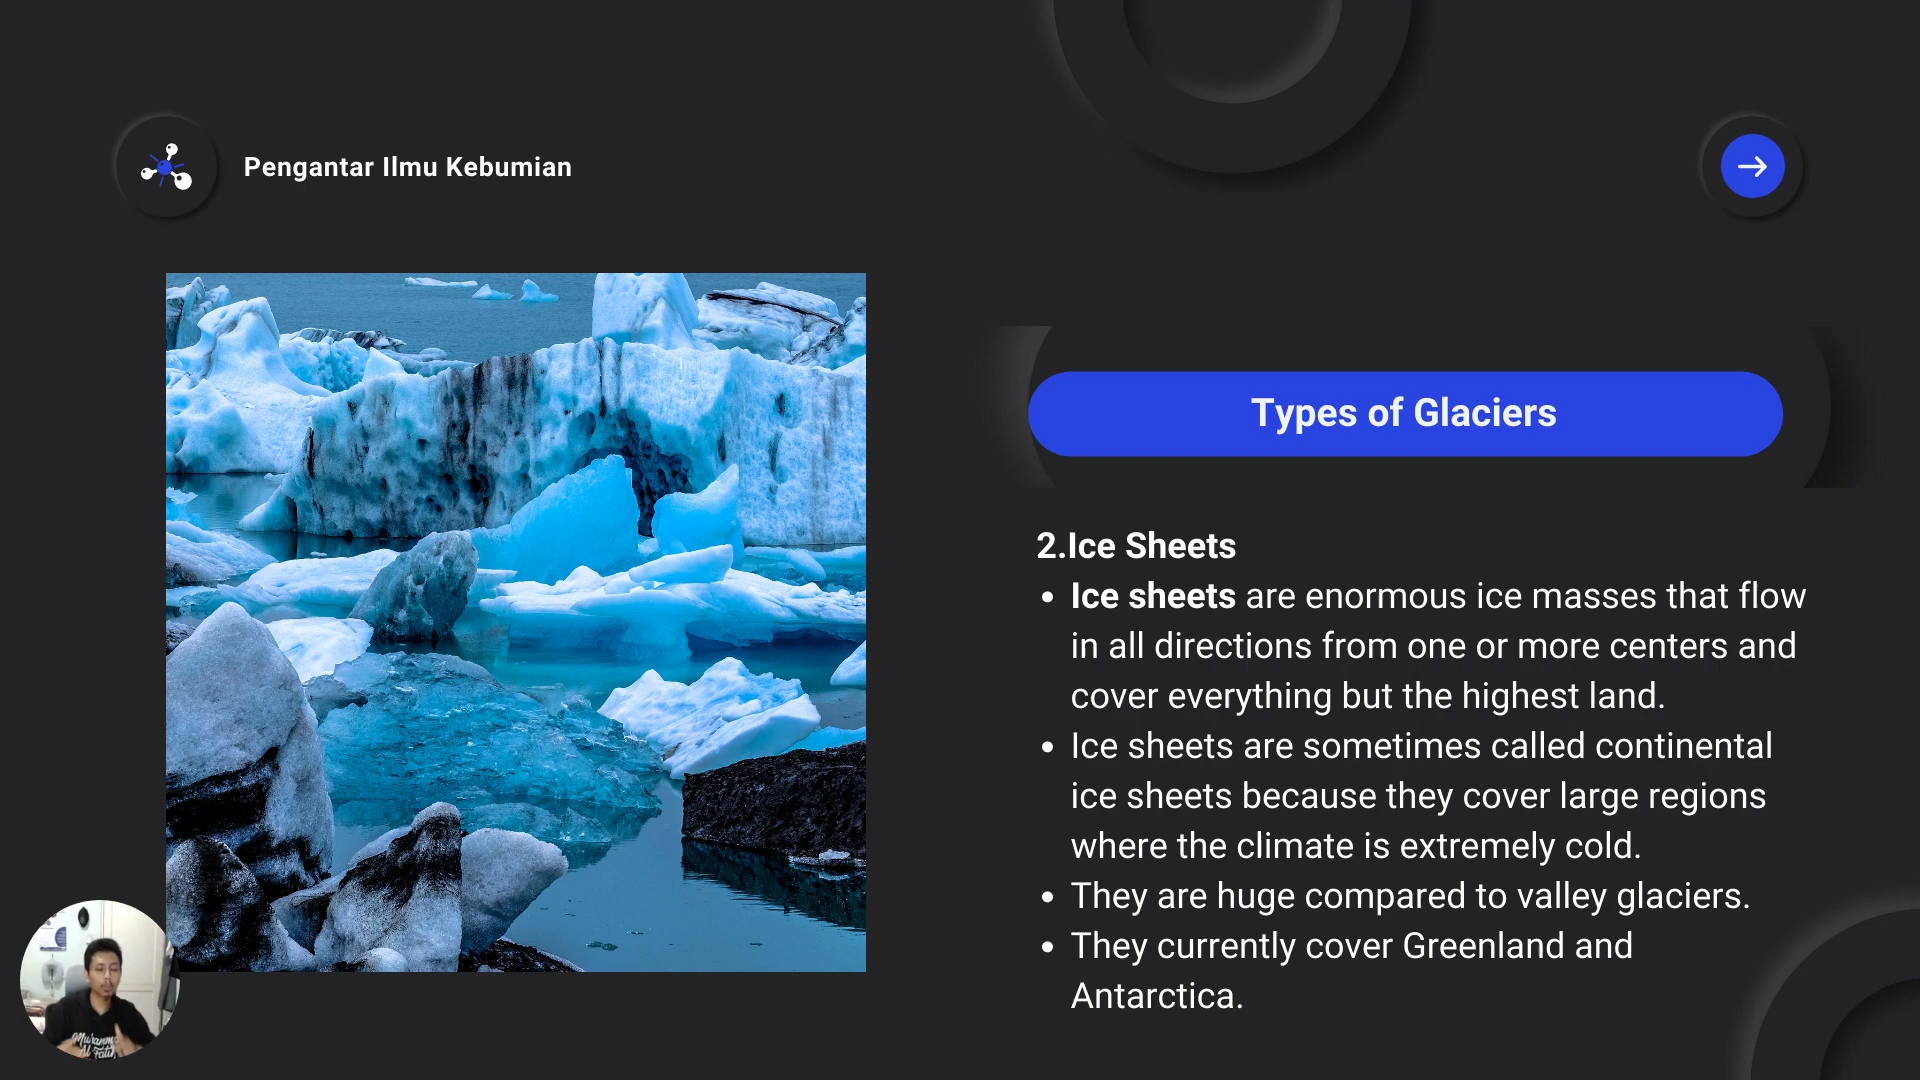 Pengantar Ilmu Kebumian
Types of Glaciers
2.Ice Sheets
• Ice sheets are enormous ice masses that flow
in all directions from one or more centers and
cover everything but the highest land.
• Ice sheets are sometimes called continental
ice sheets because they cover large regions
where the climate is extremely cold.
• They are huge compared to valley glaciers.
• They currently cover Greenland and
Antarctica.